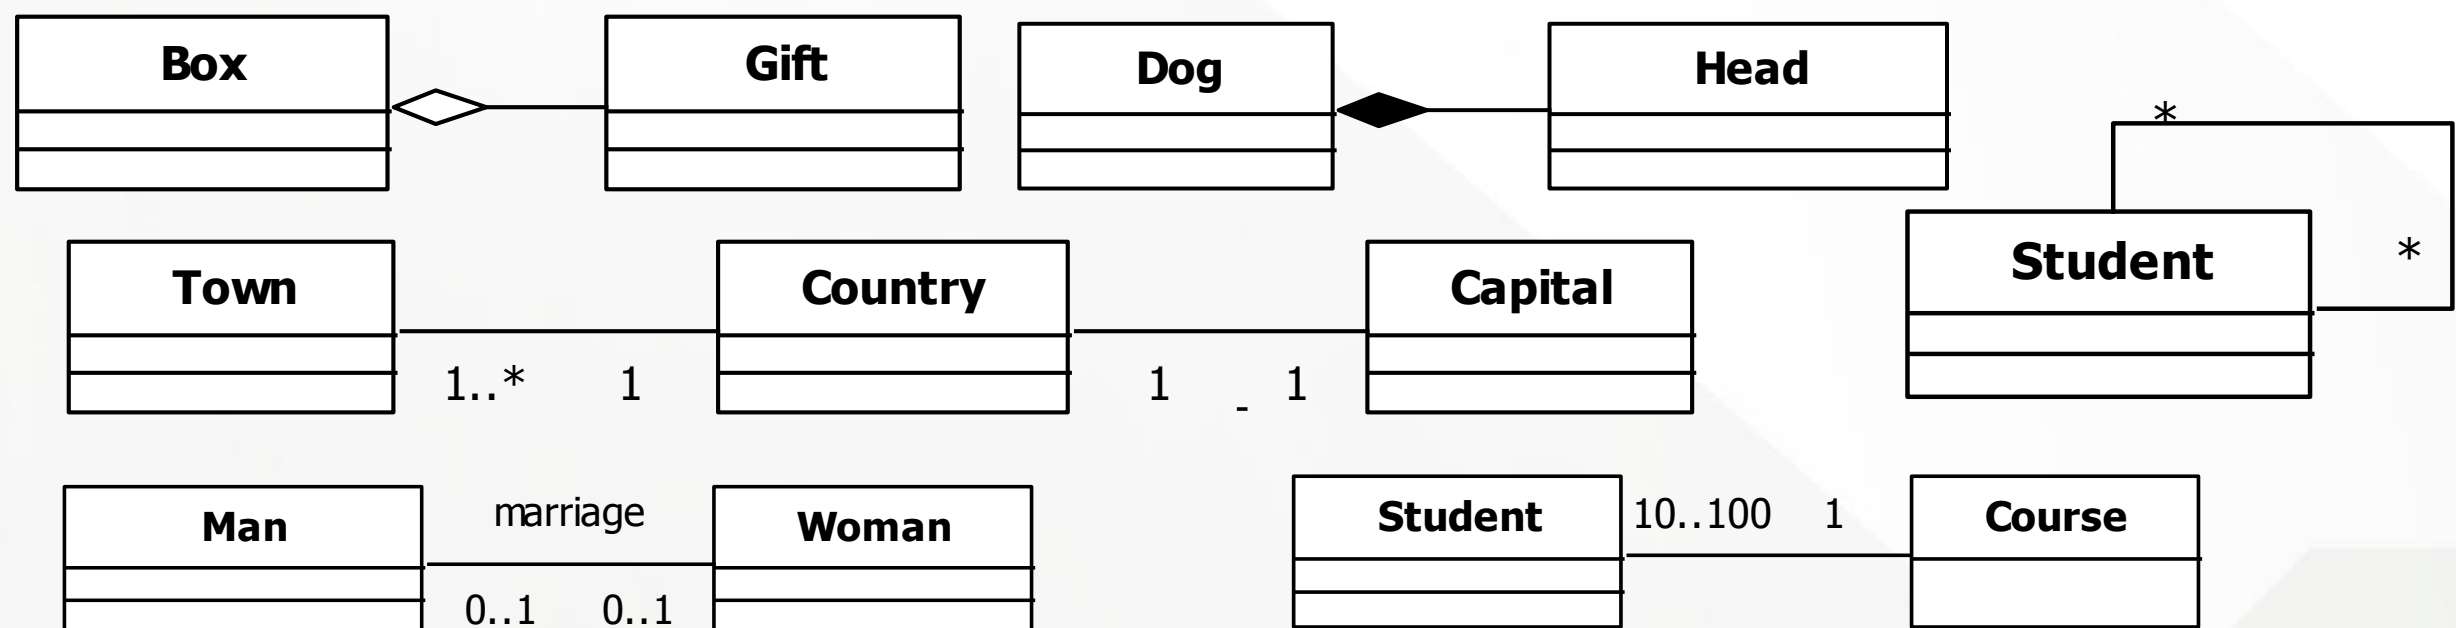 Box
Gift
Dog
Head
*
Student
*
Town
Country
Capital
1..* 1
1 - 1
Man
marriage
Woman
0..1 0..1
Student
10..100 1
Course